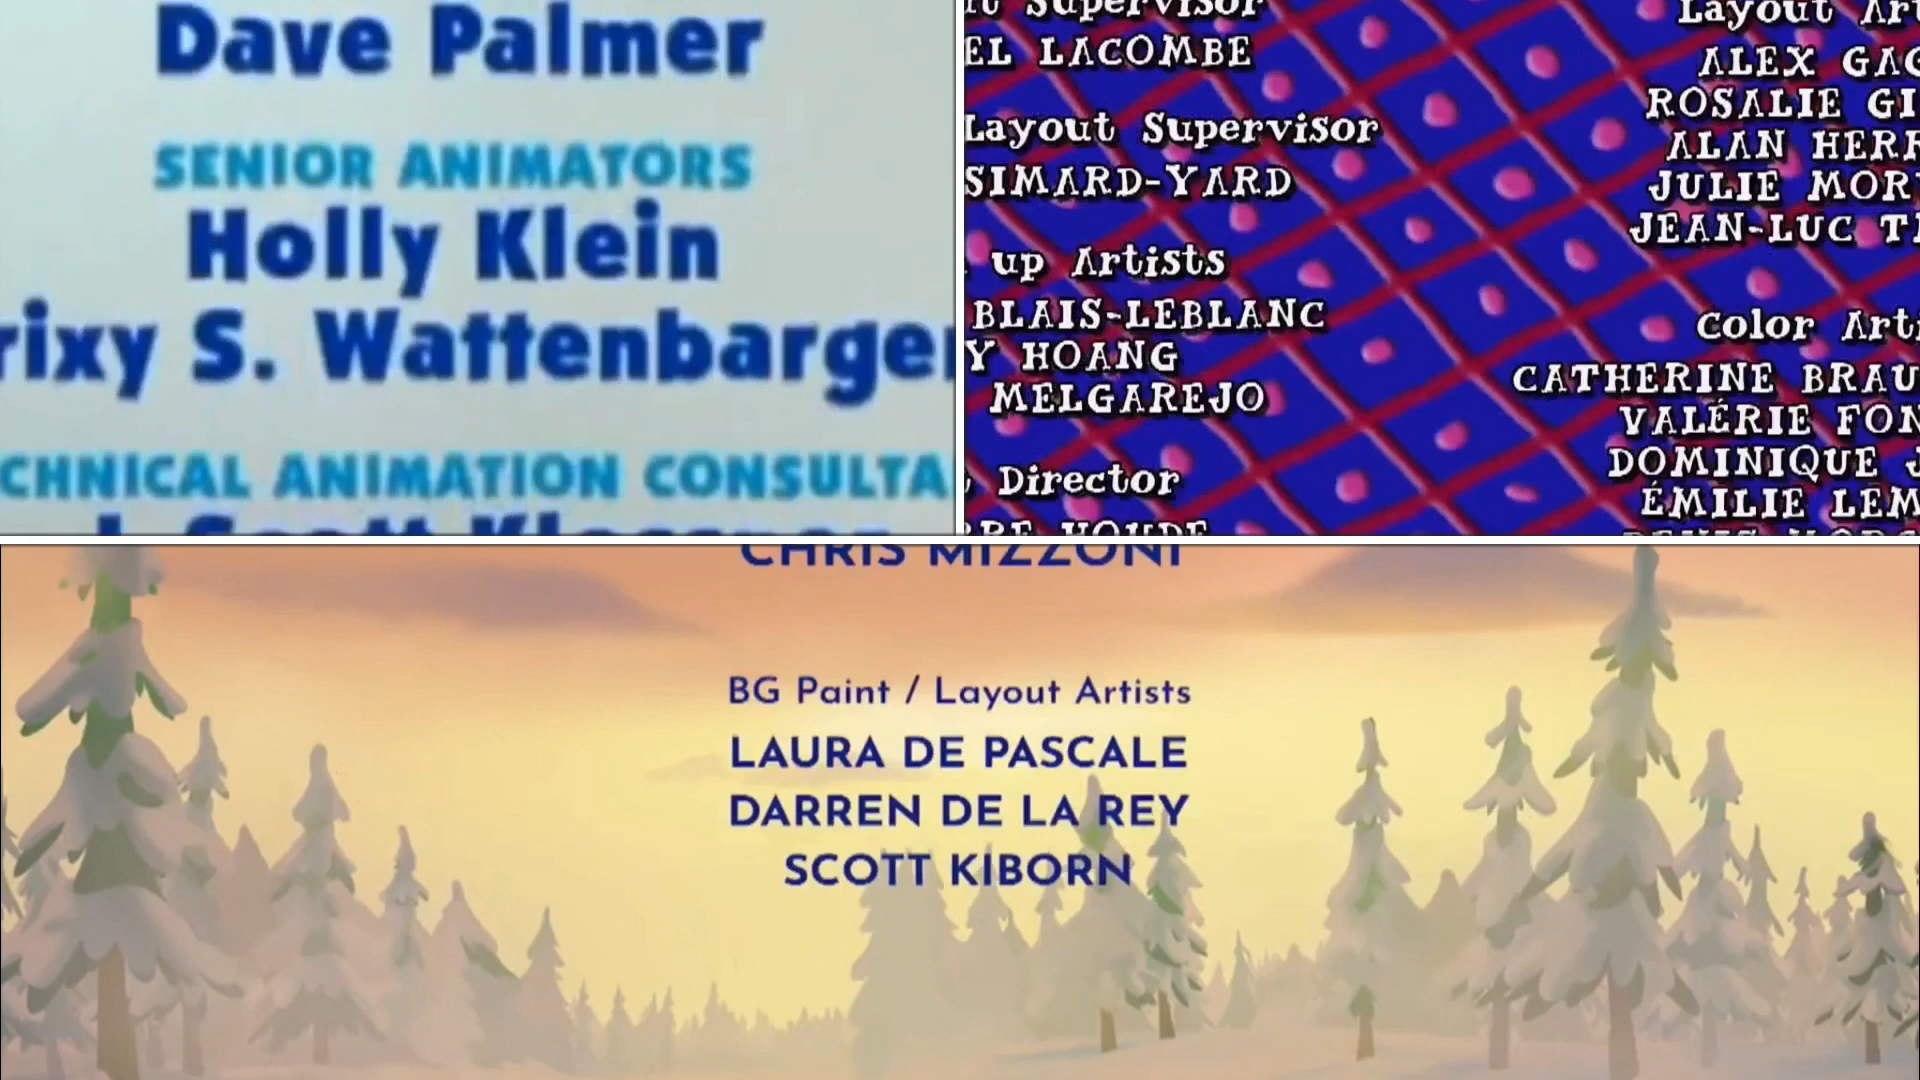 Dave Palmer
SENIOR ANIMATORS
Holly Klein
rixy S. Wattenbarger
CHNICAL ANIMATION CONSULTA
EL LACOMBE
Layout Supervisor
SIMARD-YARD
up Artists
BLAIS-LEBLANC
Y HOANG
MELGAREJO
Director
Layout Art
ALEX GAG
ROSALIE GI
ALAN HERR
JULIE MOR
JEAN-LUC
Color Art
CATHERINE BRAU
VALÉRIE FON
DOMINIQUE J
ÉMILIE LEM
CHRIS MIZZONI
BG Paint / Layout Artists
LAURA DE PASCALE
DARREN DE LA REY
SCOTT KIBORN